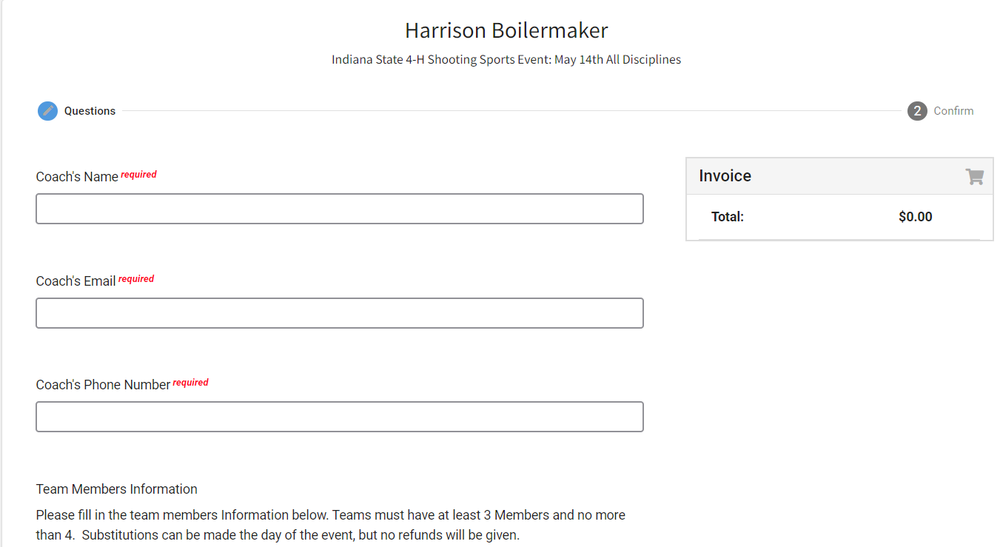 Harrison Boilermaker
Indiana State 4-H Shooting Sports Event: May 14th All Disciplines
Questions
2 Confirm
Coach's Name required
Invoice
Total: $0.00
Coach's Email required
Coach's Phone Number required
Team Members Information
Please fill in the team members Information below. Teams must have at least 3 Members and no more
than 4.  Substitutions can be made the day of the event, but no refunds will be given.